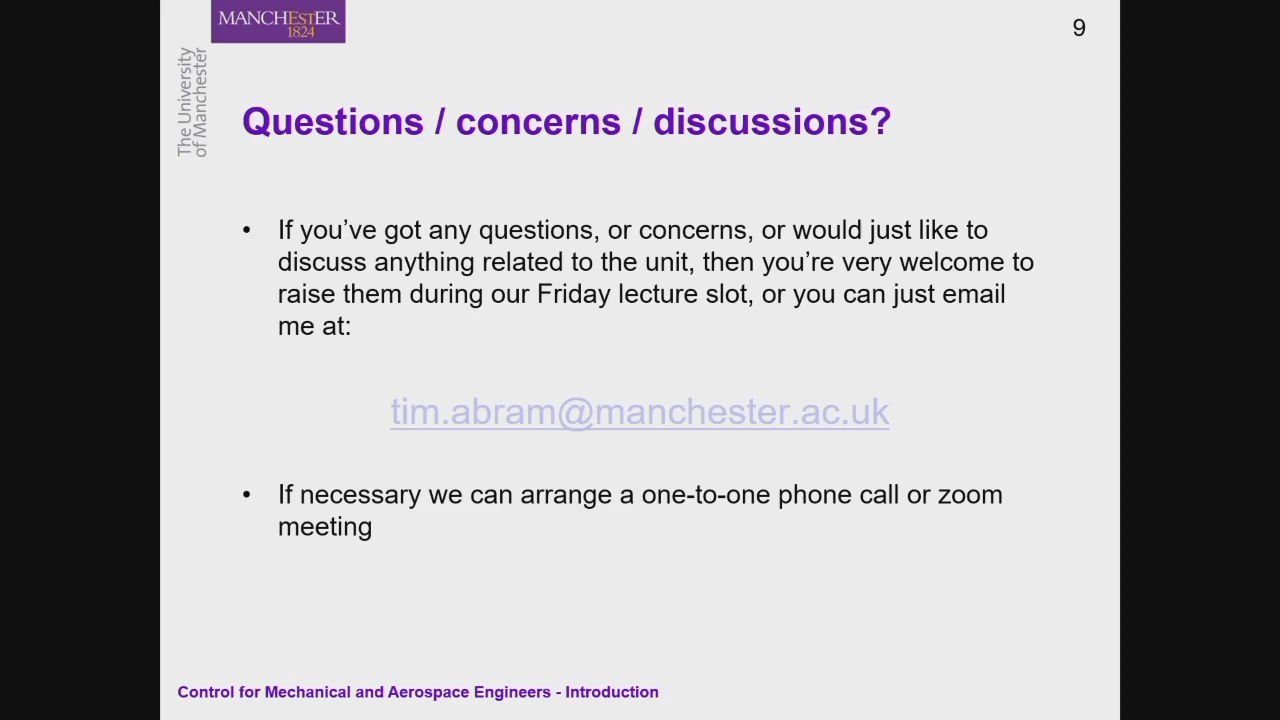 MANCHESTER
1824
The University
of Manchester
9
Questions / concerns / discussions?
• If you’ve got any questions, or concerns, or would just like to
discuss anything related to the unit, then you’re very welcome to
raise them during our Friday lecture slot, or you can just email
me at:
tim.abram@manchester.ac.uk
• If necessary we can arrange a one-to-one phone call or zoom
meeting
Control for Mechanical and Aerospace Engineers - Introduction